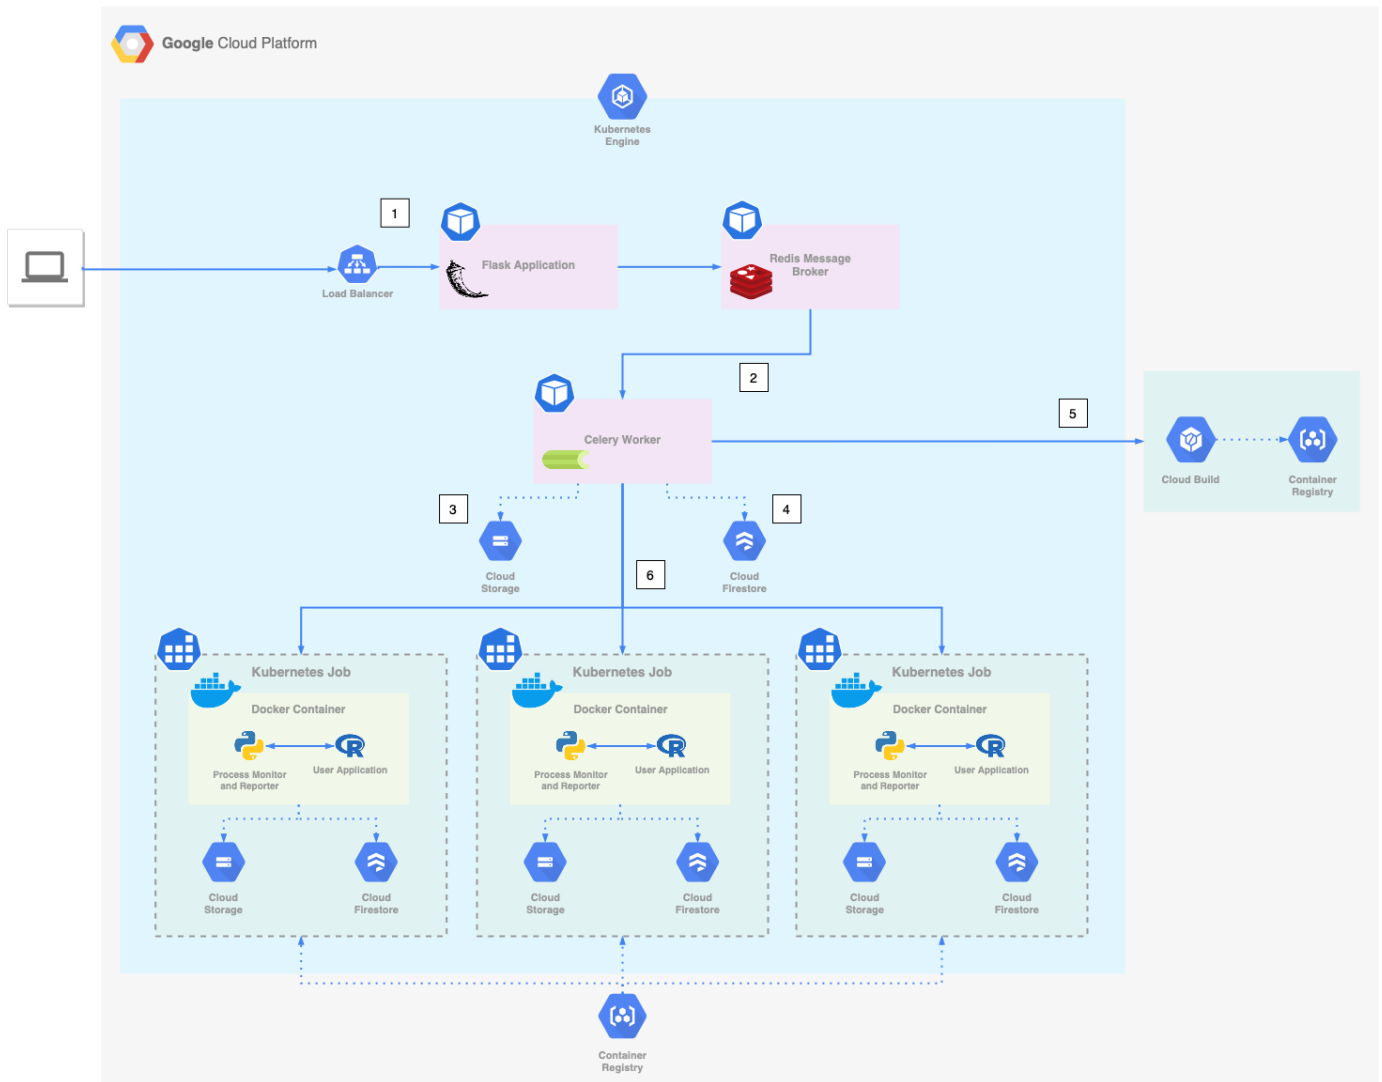 Google Cloud Platform
Kubernetes
Engine
1
Flask Application
Redis Message
Broker
Load Balancer
2
5
Celery Worker
Cloud Build
Container
Registry
3
4
Cloud
Storage
Cloud
Firestore
6
Kubernetes Job
Docker Container
Process Monitor
and Reporter
User Application
Cloud
Storage
Cloud
Firestore
Kubernetes Job
Docker Container
Process Monitor
and Reporter
User Application
Cloud
Storage
Cloud
Firestore
Kubernetes Job
Docker Container
Process Monitor
and Reporter
User Application
Cloud
Storage
Cloud
Firestore
Container
Registry